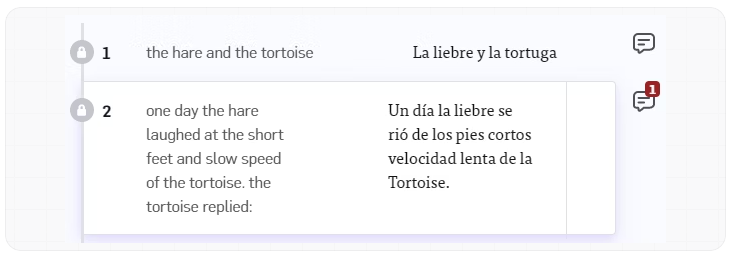 1 the hare and the tortoise La liebre y la tortuga
1
2 one day the hare Un día la liebre se
laughed at the short rió de los pies cortos
feet and slow speed velocidad lenta de la
of the tortoise. the Tortoise.
tortoise replied: